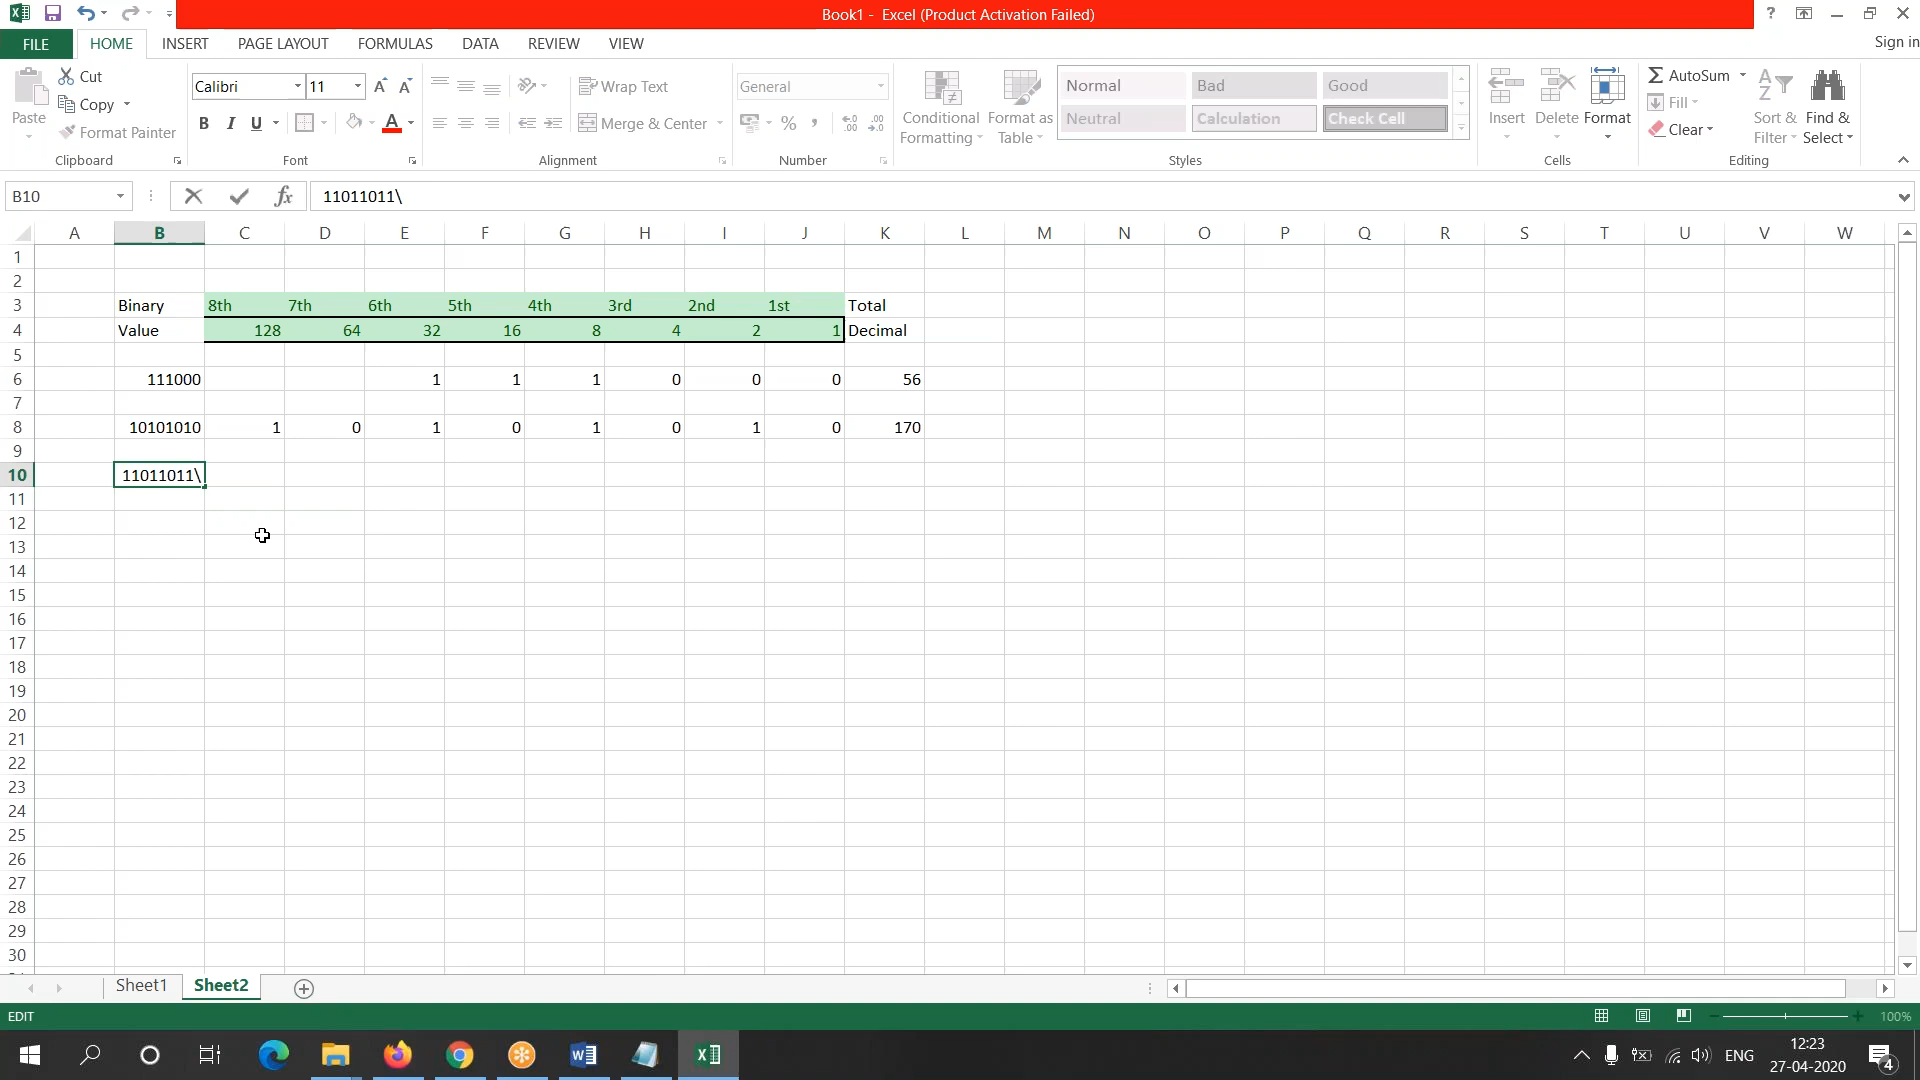 Book1 - Excel (Product Activation Failed)
?
FILE HOME INSERT PAGE LAYOUT FORMULAS DATA REVIEW VIEW Sign in
Paste Cut Copy Format Painter
Clipboard
Calibri 11 A A
B I U A
Font
Wrap Text
Merge & Center
Alignment
General
% ,
Number
Conditional Formatting
Format as Table
Normal Bad Good
Neutral Calculation Check Cell
Styles
Insert Delete Format
Cells
AutoSum
Fill
Clear
Sort & Filter
Find & Select
Editing
B10 fx 11011011\
A B C D E F G H I J K L M N O P Q R S T U V W
1
2
3 Binary 8th 7th 6th 5th 4th 3rd 2nd 1st Total
4 Value 128 64 32 16 8 4 2 1 Decimal
5
6 111000 1 1 1 0 0 0 56
7
8 10101010 1 0 1 0 1 0 1 0 170
9
10 11011011\
11
12
13
14
15
16
17
18
19
20
21
22
23
24
25
26
27
28
29
30
Sheet1 Sheet2
EDIT 100%
ENG 12:23
27-04-2020
4